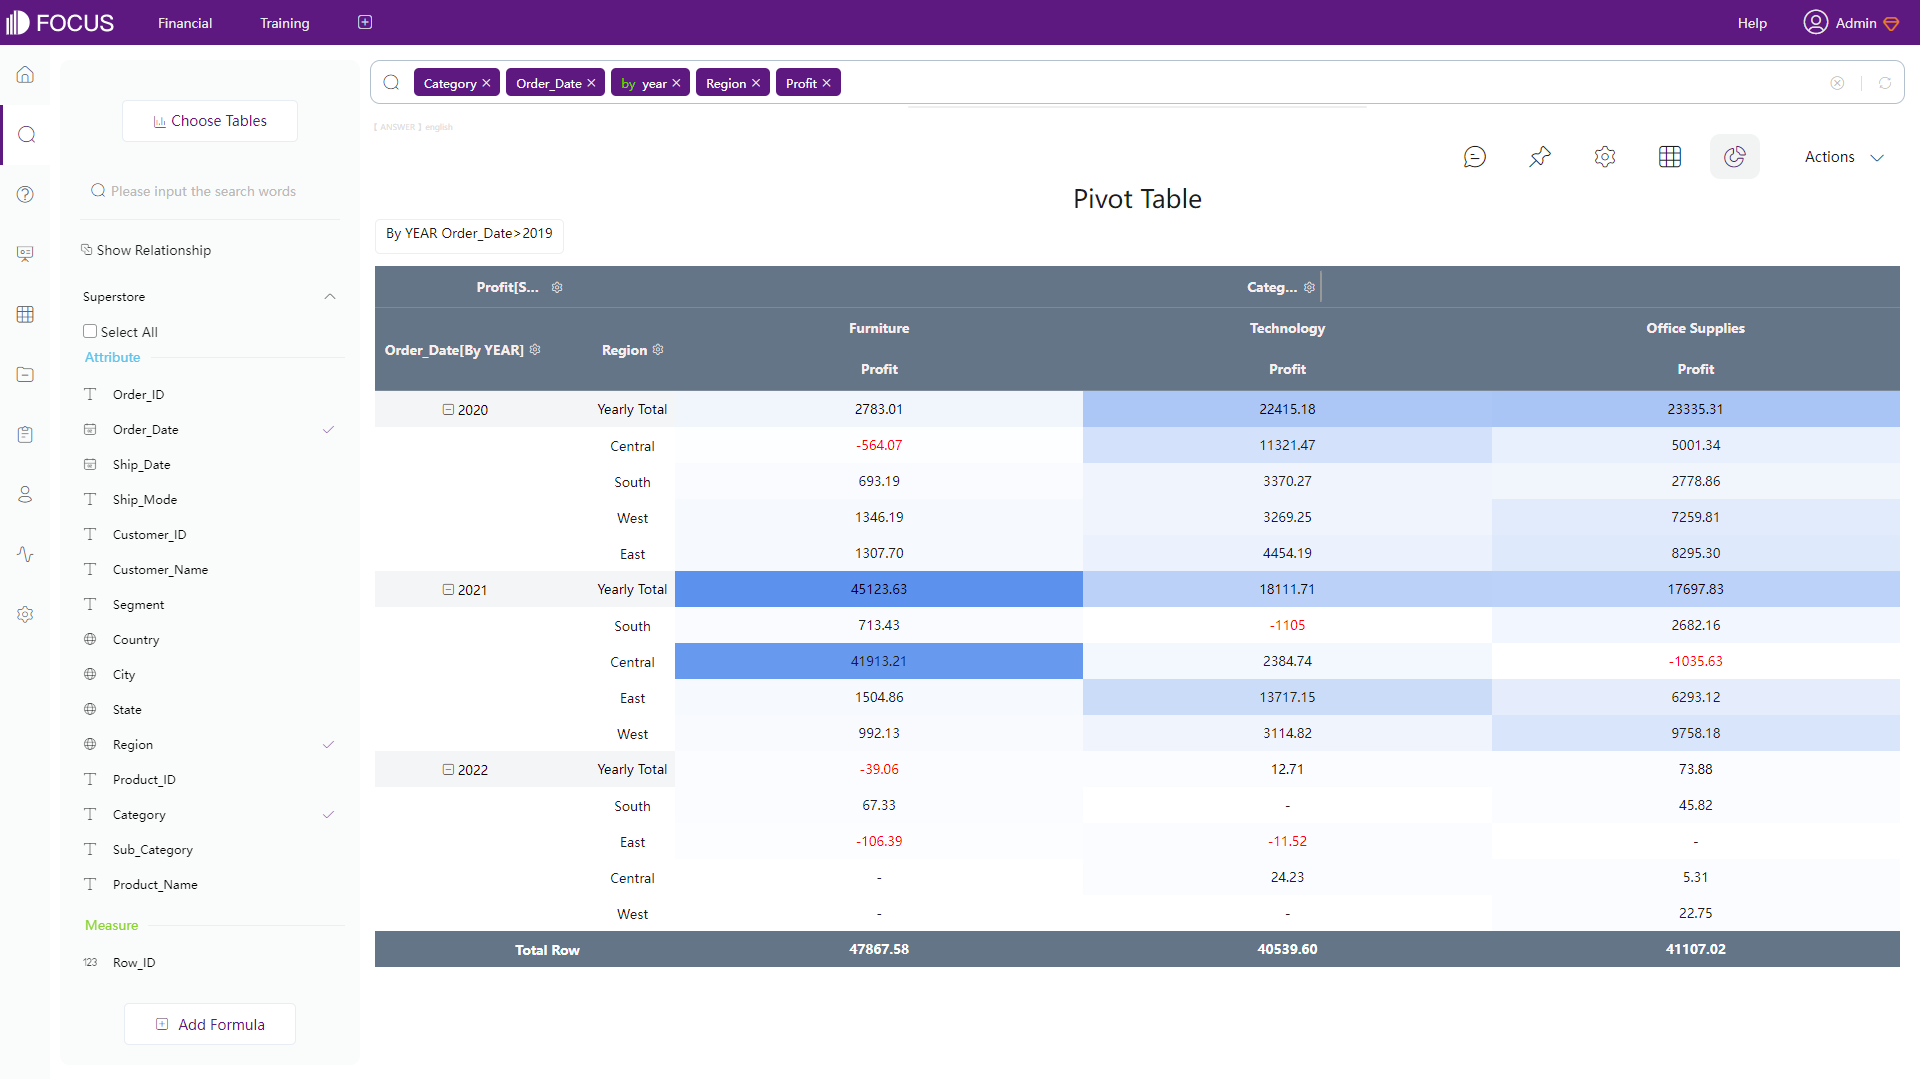 FOCUS Financial Training Help Admin
Category Order_Date by year Region Profit
【 ANSWER 】english
Choose Tables
Please input the search words
Show Relationship
Superstore
Select All
Attribute
Order_ID
Order_Date
Ship_Date
Ship_Mode
Customer_ID
Customer_Name
Segment
Country
City
State
Region
Product_ID
Category
Sub_Category
Product_Name
Measure
123 Row_ID
Add Formula
Actions
Pivot Table
By YEAR Order_Date>2019
Profit[S... Categ...
Furniture Technology Office Supplies
Order_Date[By YEAR] Region
Profit Profit Profit
2020 Yearly Total 2783.01 22415.18 23335.31
Central -564.07 11321.47 5001.34
South 693.19 3370.27 2778.86
West 1346.19 3269.25 7259.81
East 1307.70 4454.19 8295.30
2021 Yearly Total 45123.63 18111.71 17697.83
South 713.43 -1105 2682.16
Central 41913.21 2384.74 -1035.63
East 1504.86 13717.15 6293.12
West 992.13 3114.82 9758.18
2022 Yearly Total -39.06 12.71 73.88
South 67.33 - 45.82
East -106.39 -11.52 -
Central - 24.23 5.31
West - - 22.75
Total Row 47867.58 40539.60 41107.02